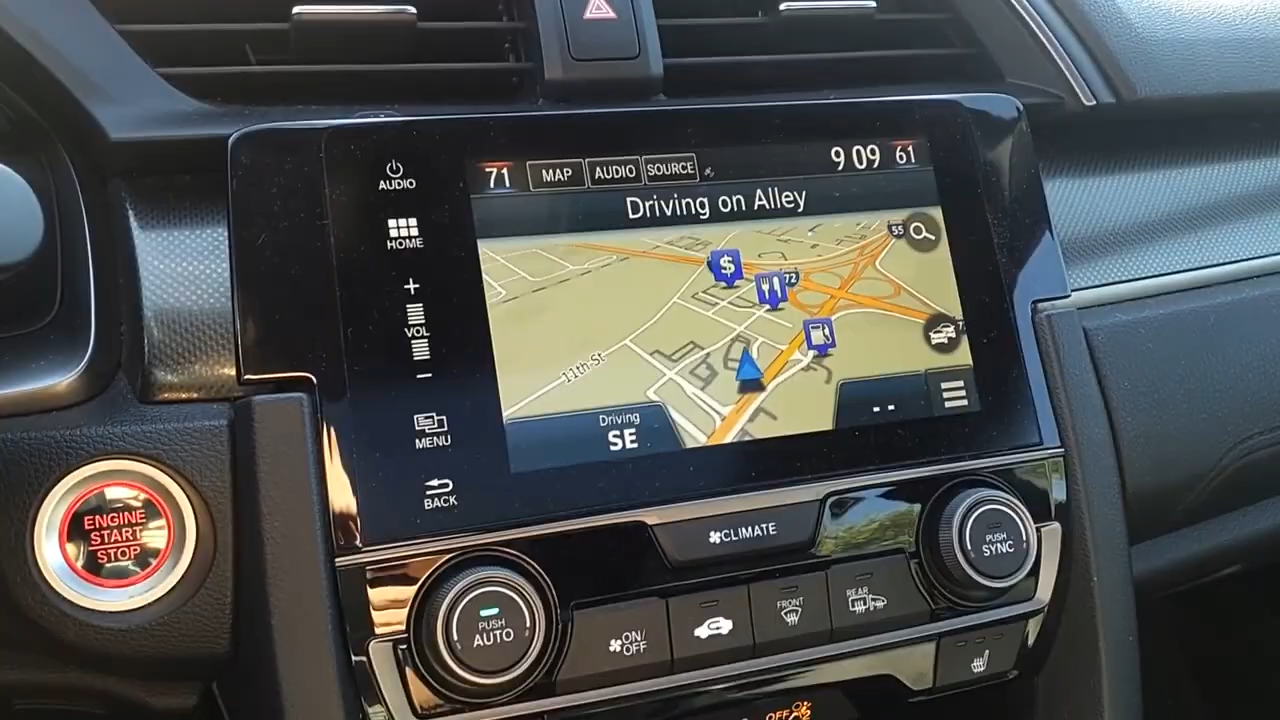 AUDIO
HOME
+
VOL
-
MENU
BACK
71
MAP
AUDIO
SOURCE
9 09
61
Driving on Alley
55
$
72
7
11th St
Driving
SE
--
ENGINE
START
STOP
CLIMATE
PUSH
SYNC
PUSH
AUTO
ON/
OFF
FRONT
REAR
OFF